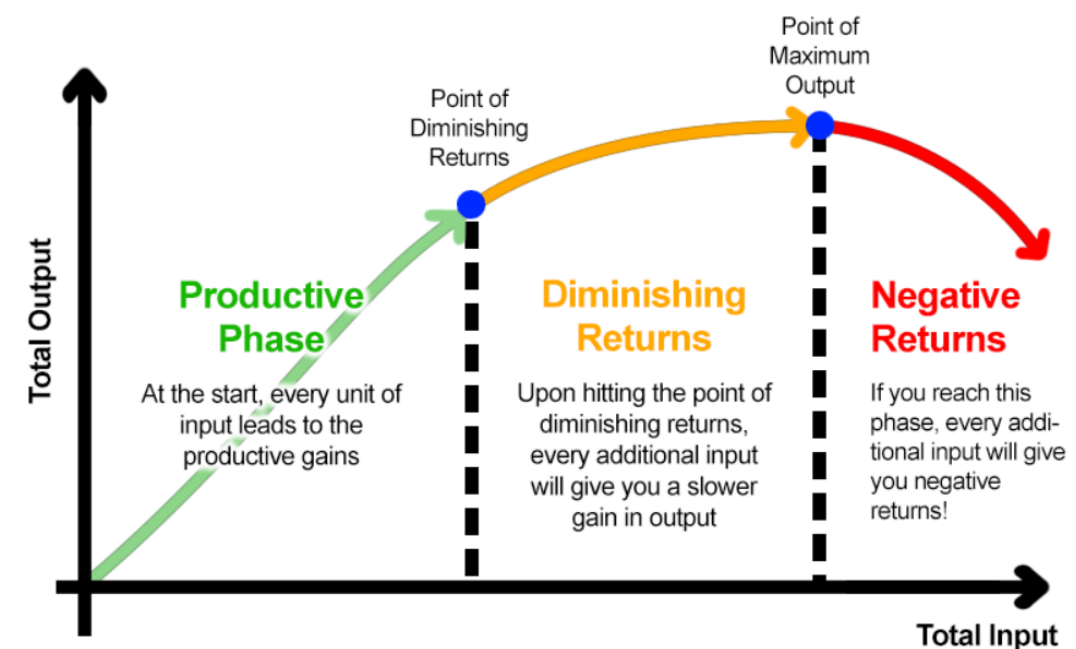 Point of
Maximum
Output
Point of
Diminishing
Returns
Total Output
Productive
Phase
At the start, every unit of
input leads to the
productive gains
Diminishing
Returns
Upon hitting the point of
diminishing returns,
every additional input
will give you a slower
gain in output
Negative
Returns
If you reach this
phase, every addi-
tional input will give
you negative
returns!
Total Input